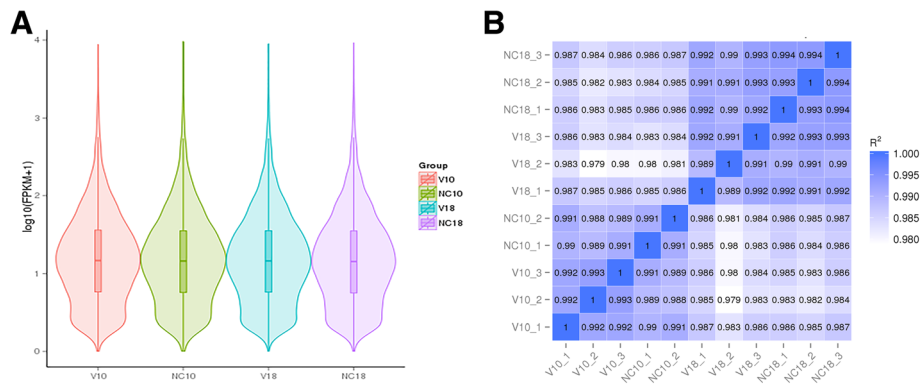 A
B
4
3
2
1
0
log10(FPKM+1)
V10 NC10 V18 NC18
Group
V10
NC10
V18
NC18
NC18_3 0.987 0.984 0.986 0.986 0.987 0.992 0.99 0.993 0.994 0.994 1
NC18_2 0.985 0.982 0.983 0.984 0.985 0.991 0.991 0.993 0.993 1 0.994
NC18_1 0.986 0.983 0.985 0.986 0.986 0.992 0.99 0.992 1 0.993 0.994
V18_3 0.986 0.983 0.984 0.983 0.984 0.992 0.991 1 0.992 0.993 0.993
V18_2 0.983 0.979 0.98 0.98 0.981 0.989 1 0.991 0.99 0.991 0.99
V18_1 0.987 0.985 0.986 0.985 0.986 1 0.989 0.992 0.992 0.991 0.992
NC10_2 0.991 0.988 0.989 0.991 1 0.986 0.981 0.984 0.986 0.985 0.987
NC10_1 0.99 0.989 0.991 1 0.991 0.985 0.98 0.983 0.986 0.984 0.986
V10_3 0.992 0.993 1 0.991 0.989 0.986 0.98 0.984 0.985 0.983 0.986
V10_2 0.992 1 0.993 0.989 0.988 0.985 0.979 0.983 0.983 0.982 0.984
V10_1 1 0.992 0.992 0.99 0.991 0.987 0.983 0.986 0.986 0.985 0.987
V10_1 V10_2 V10_3 NC10_1 NC10_2 V18_1 V18_2 V18_3 NC18_1 NC18_2 NC18_3
R²
1.000
0.995
0.990
0.985
0.980